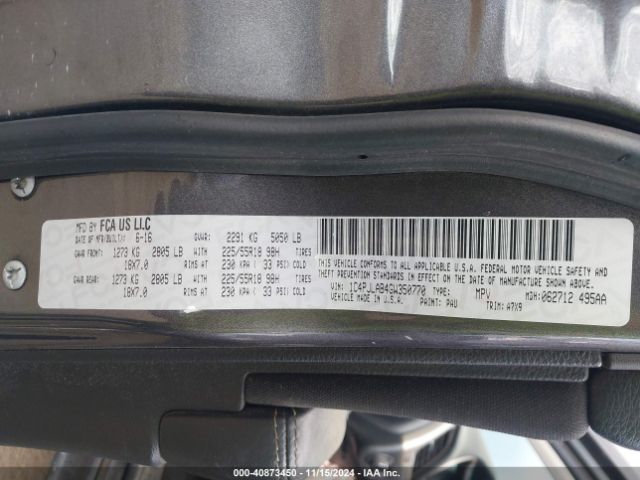 MFD BY FCA US LLC
DATE OF MFR(BUILT): 6-16 GVWR: 2291 KG 5050 LB
GAWR FRONT: 1273 KG 2805 LB WITH 225/55R18 98H TIRES
18X7.0 RIMS AT 230 KPA ( 33 PSI) COLD
GAWR REAR: 1273 KG 2805 LB WITH 225/55R18 98H TIRES
18X7.0 RIMS AT 230 KPA ( 33 PSI) COLD
THIS VEHICLE CONFORMS TO ALL APPLICABLE U.S.A. FEDERAL MOTOR VEHICLE SAFETY AND
THEFT PREVENTION STANDARDS IN EFFECT ON THE DATE OF MANUFACTURE SHOWN ABOVE.
VIN: 1C4PJLAB4GW350770 TYPE: MPV MDH: 062712 495AA
VEHICLE MADE IN U.S.A. PAINT: PAU TRIM: A7X9
00-40873450 - 11/15/2024 - IAA Inc.